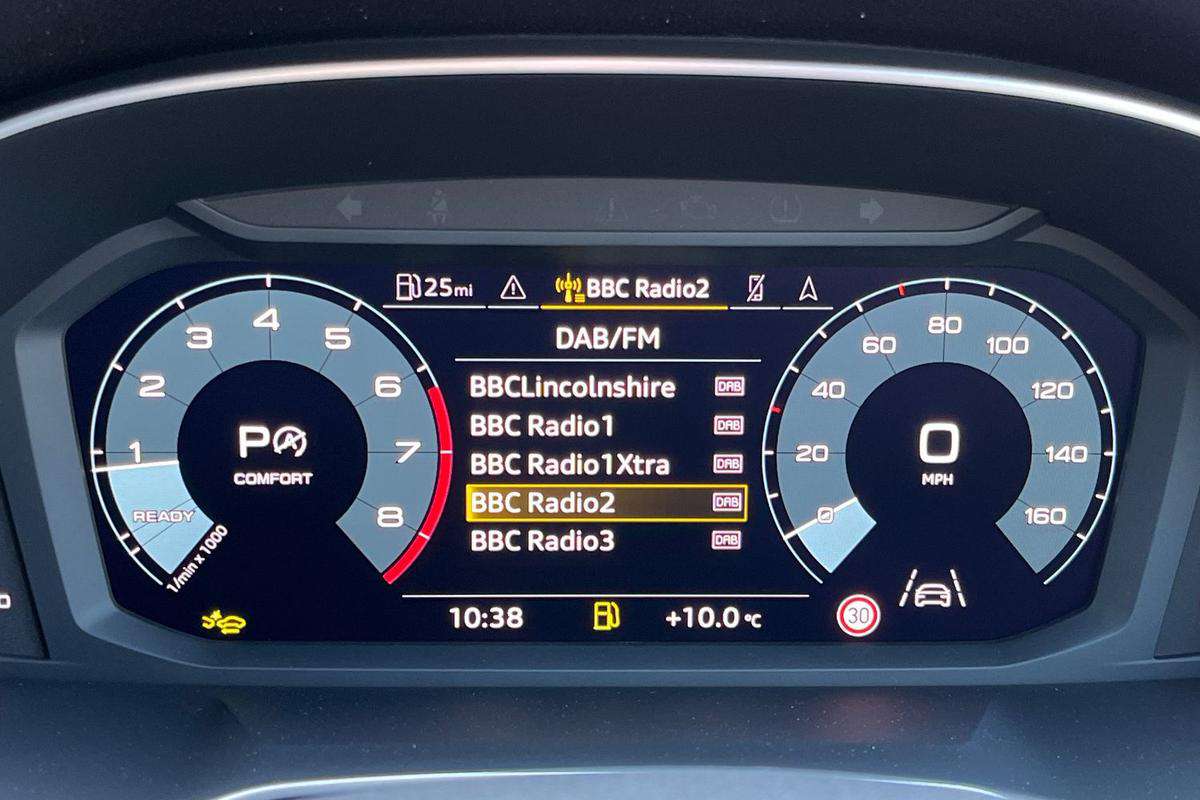 25mi BBC Radio2
DAB/FM
BBCLincolnshire DAB
BBC Radio1 DAB
BBC Radio1Xtra DAB
BBC Radio2 DAB
BBC Radio3 DAB
10:38 +10.0 °C
READY 1 2 3 4 5 6 7 8
1/min x 1000
P A
COMFORT
0 20 40 60 80 100 120 140 160
0
MPH
30